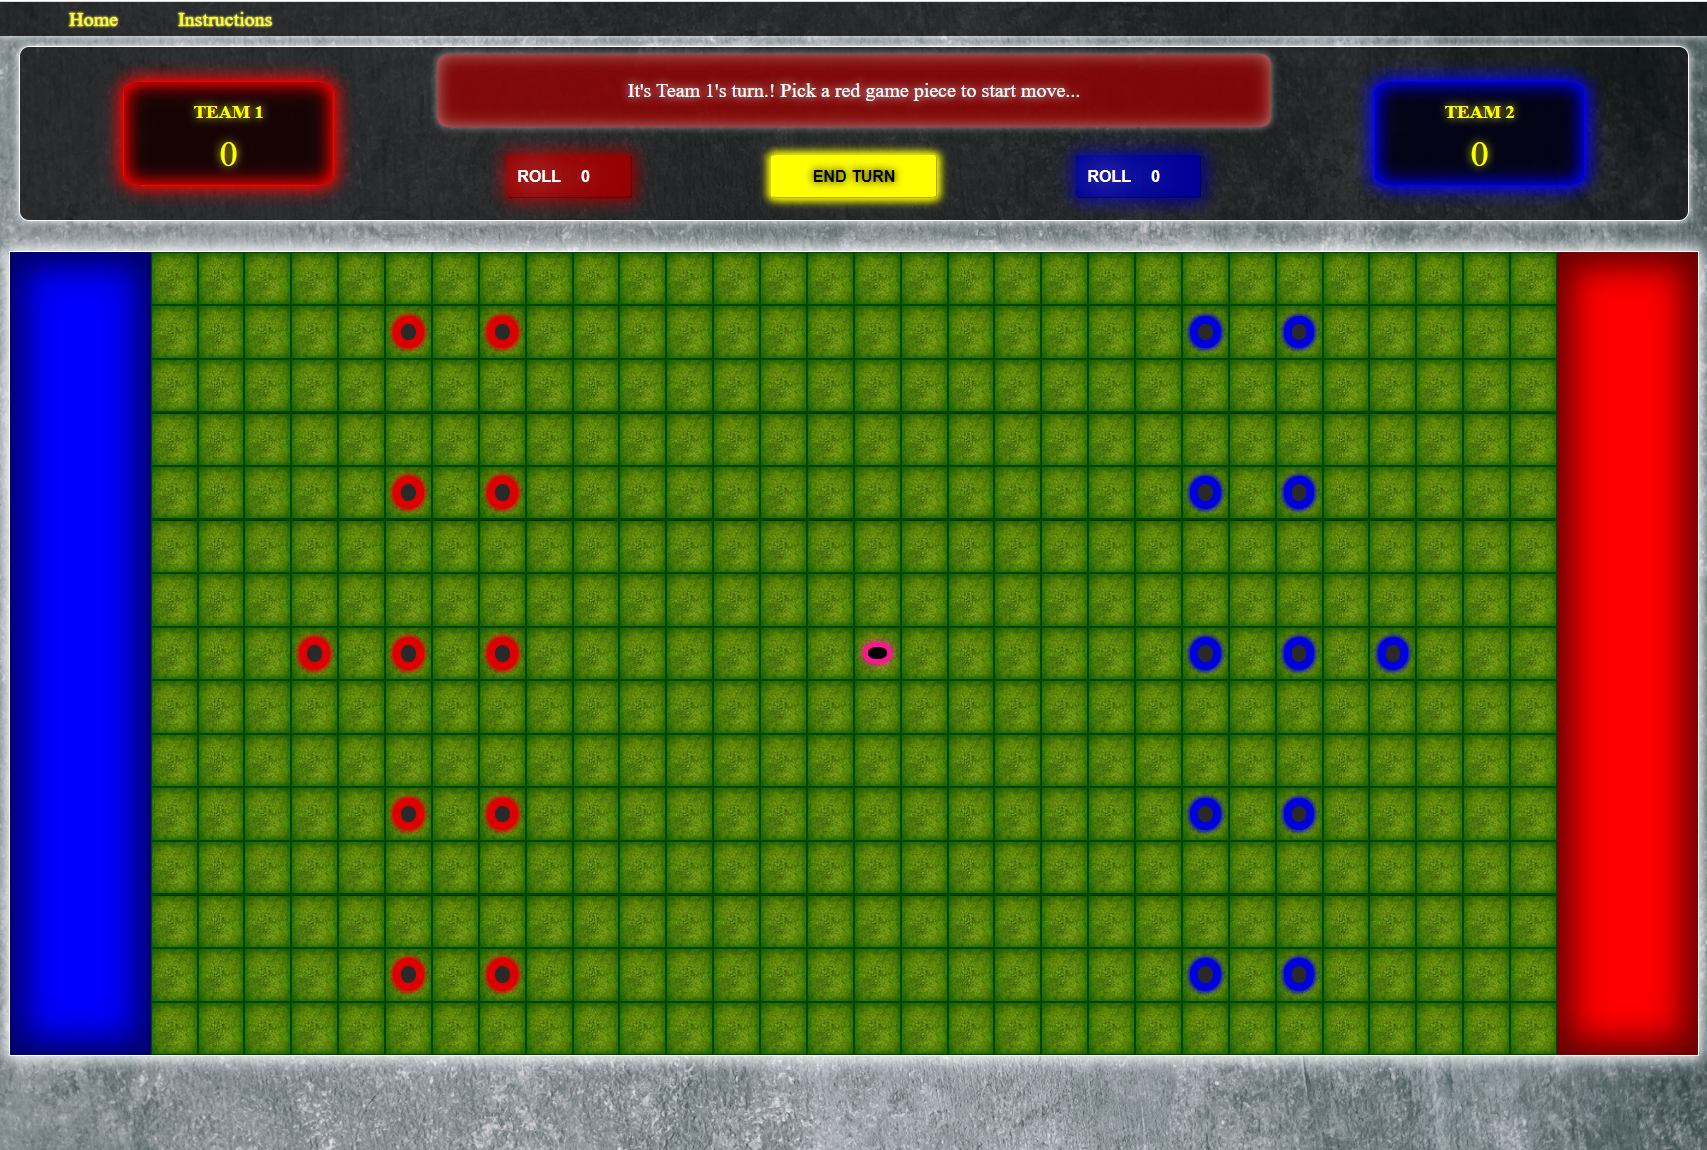 Home Instructions
It's Team 1's turn.! Pick a red game piece to start move...
TEAM 1
0
ROLL 0
END TURN
ROLL 0
TEAM 2
0